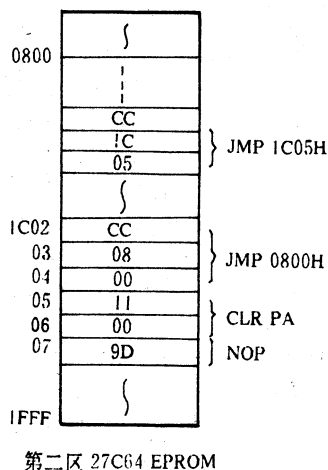 0800
CC
1C
05
JMP 1C05H
1C02 CC
03 08
04 00
JMP 0800H
05 11
06 00
CLR PA
07 9D
NOP
1FFF
第二区 27C64 EPROM